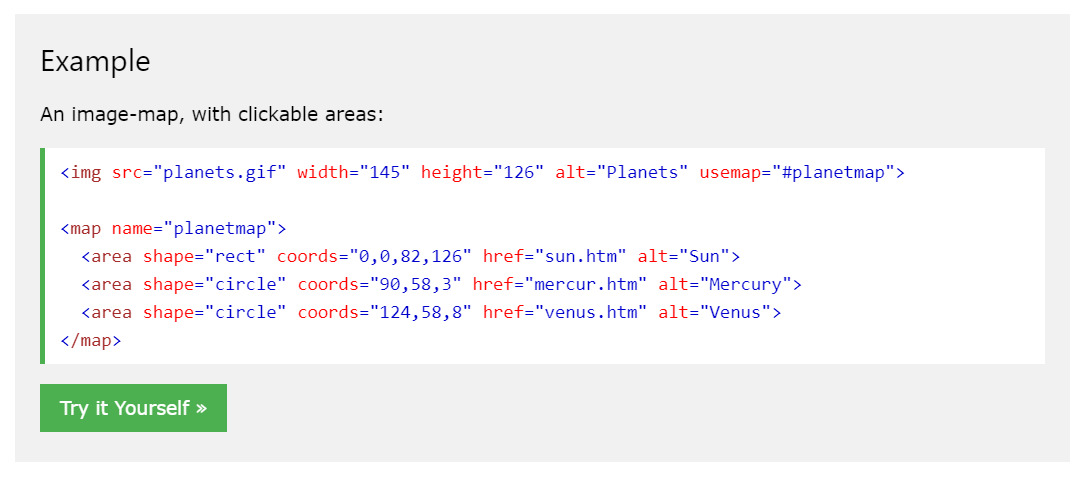 Example
An image-map, with clickable areas:
<img src="planets.gif" width="145" height="126" alt="Planets" usemap="#planetmap">
<map name="planetmap">
  <area shape="rect" coords="0,0,82,126" href="sun.htm" alt="Sun">
  <area shape="circle" coords="90,58,3" href="mercur.htm" alt="Mercury">
  <area shape="circle" coords="124,58,8" href="venus.htm" alt="Venus">
</map>
Try it Yourself »